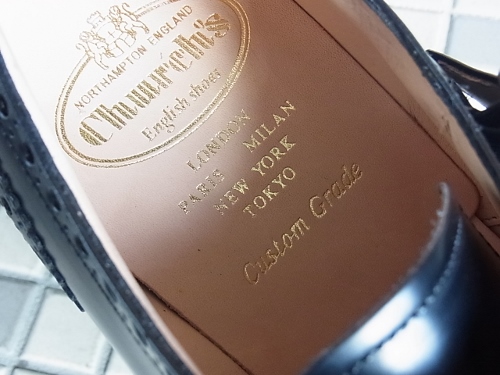 NORTHAMPTON ENGLAND
Church's
English shoes
LONDON
PARIS MILAN
NEW YORK
TOKYO
Custom Grade